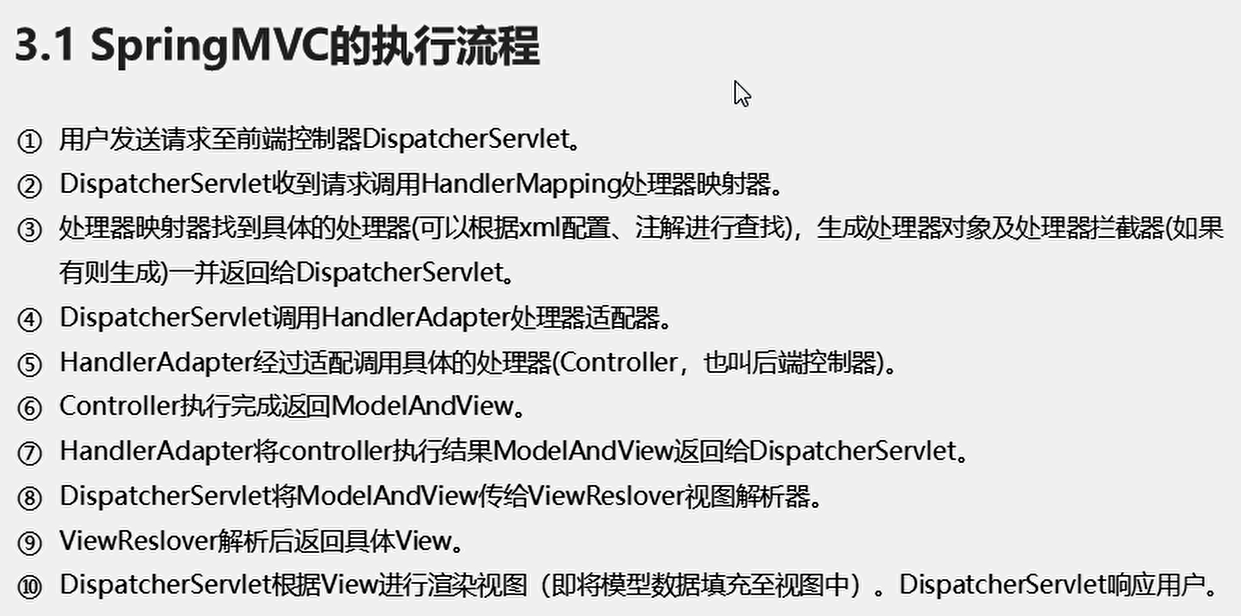 3.1 SpringMVC的执行流程
① 用户发送请求至前端控制器DispatcherServlet。
② DispatcherServlet收到请求调用HandlerMapping处理器映射器。
③ 处理器映射器找到具体的处理器(可以根据xml配置、注解进行查找)，生成处理器对象及处理器拦截器(如果
有则生成)一并返回给DispatcherServlet。
④ DispatcherServlet调用HandlerAdapter处理器适配器。
⑤ HandlerAdapter经过适配调用具体的处理器(Controller，也叫后端控制器)。
⑥ Controller执行完成返回ModelAndView。
⑦ HandlerAdapter将controller执行结果ModelAndView返回给DispatcherServlet。
⑧ DispatcherServlet将ModelAndView传给ViewReslover视图解析器。
⑨ ViewReslover解析后返回具体View。
⑩ DispatcherServlet根据View进行渲染视图（即将模型数据填充至视图中）。DispatcherServlet响应用户。